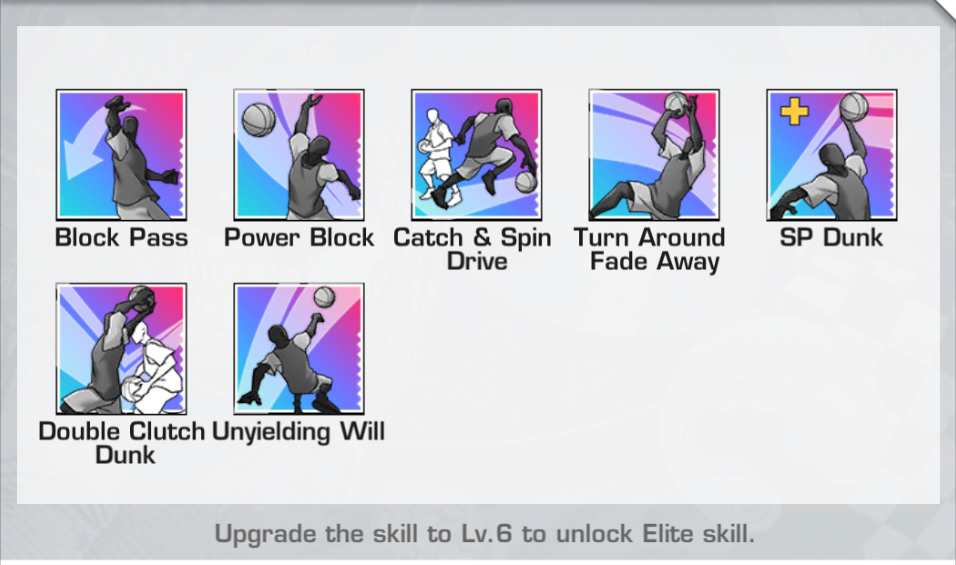 Block Pass
Power Block
Catch & Spin
Drive
Turn Around
Fade Away
SP Dunk
Double Clutch
Dunk
Unyielding Will
Upgrade the skill to Lv.6 to unlock Elite skill.